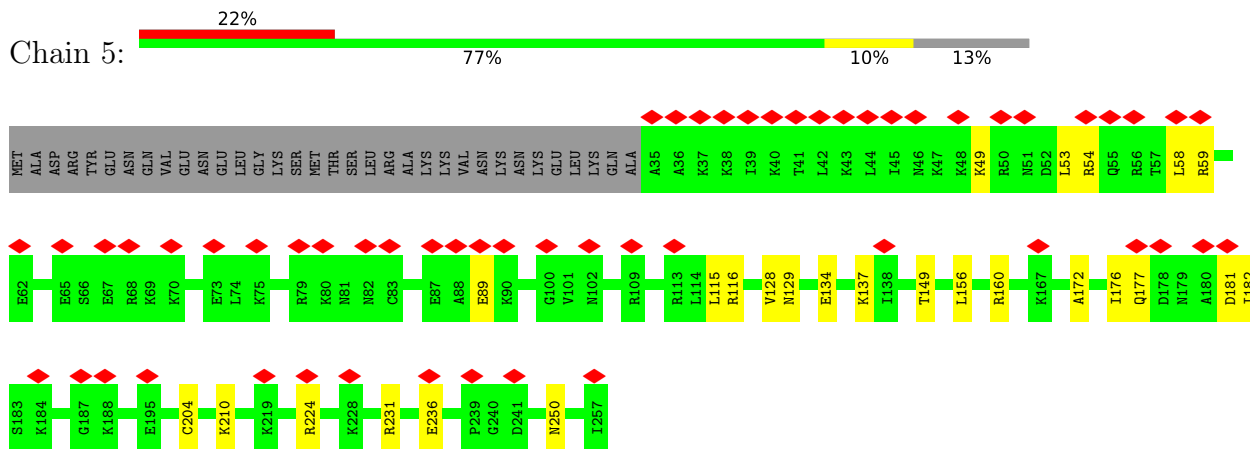 22%
Chain 5:
77% 10% 13%
MET ALA ASP ARG TYR GLU ASN GLN VAL GLU ASN GLU LEU GLY LYS SER MET THR SER LEU ARG ALA LYS LYS VAL ASN LYS ASN LYS GLU LEU LYS GLN ALA A35 A36 K37 K38 I39 K40 T41 L42 K43 L44 I45 N46 K47 K48 K49 R50 N51 D52 L53 R54 Q55 R56 T57 L58 R59
E62 E65 S66 E67 R68 K69 K70 E73 L74 K75 R79 K80 N81 N82 C83 E87 A88 E89 K90 G100 V101 N102 R109 R113 L114 L115 R116 V128 N129 E134 K137 I138 T149 L156 R160 K167 A172 I176 Q177 D178 N179 A180 D181 I182
S183 K184 G187 K188 E195 C204 K210 K219 R224 K228 R231 E236 P239 G240 D241 N250 I257